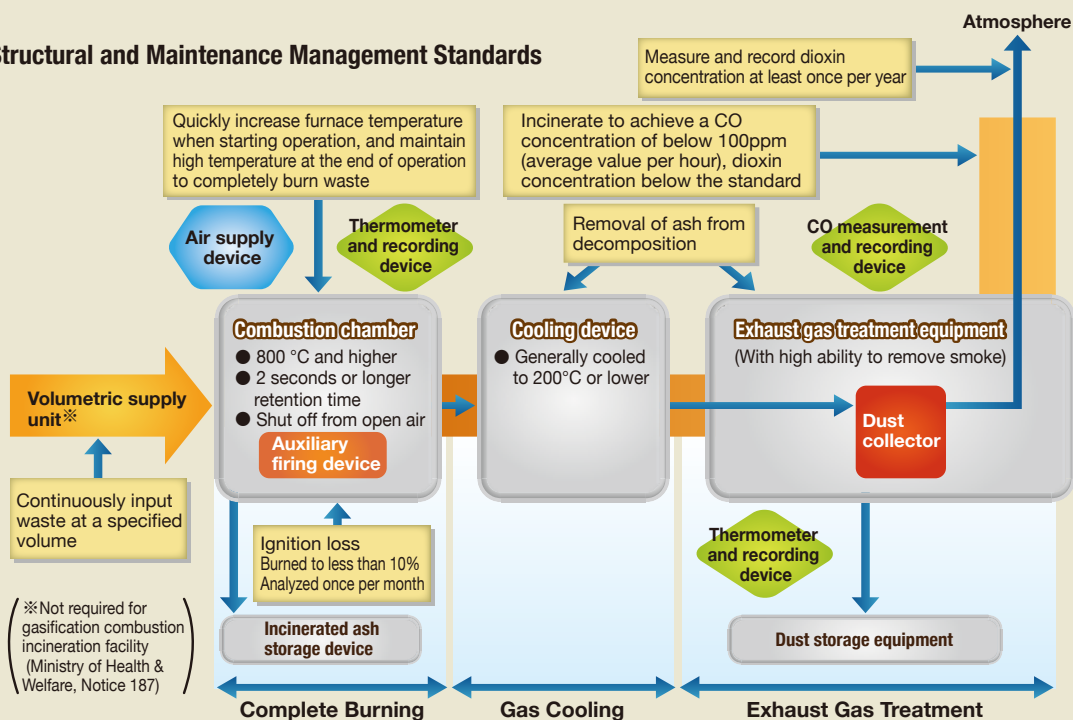 Structural and Maintenance Management Standards
Atmosphere
Measure and record dioxin
concentration at least once per year
Quickly increase furnace temperature
when starting operation, and maintain
high temperature at the end of operation
to completely burn waste
Incinerate to achieve a CO
concentration of below 100ppm
(average value per hour), dioxin
concentration below the standard
Air supply
device
Thermometer
and recording
device
Removal of ash from
decomposition
CO measurement
and recording
device
Volumetric supply
unit※
Combustion chamber
● 800 °C and higher
● 2 seconds or longer
retention time
● Shut off from open air
Auxiliary
firing device
Cooling device
● Generally cooled
to 200°C or lower
Exhaust gas treatment equipment
(With high ability to remove smoke)
Dust
collector
Continuously input
waste at a specified
volume
Ignition loss
Burned to less than 10%
Analyzed once per month
Thermometer
and recording
device
※Not required for
gasification combustion
incineration facility
(Ministry of Health &
Welfare, Notice 187)
Incinerated ash
storage device
Dust storage equipment
Complete Burning
Gas Cooling
Exhaust Gas Treatment